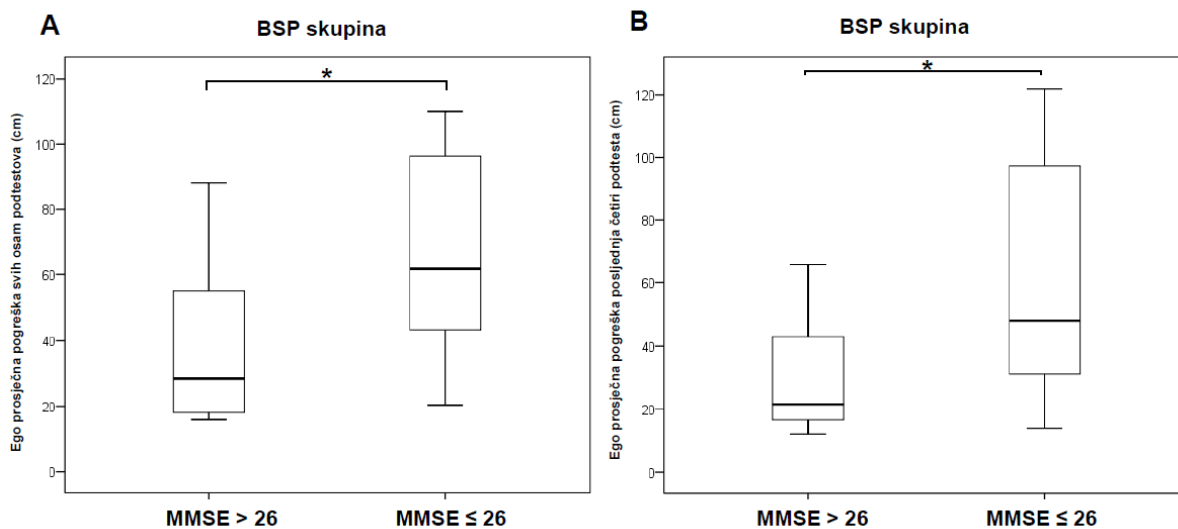 A
BSP skupina
*
Ego prosječna pogreška svih osam podtestova (cm)
120
100
80
60
40
20
0
MMSE > 26
MMSE ≤ 26
B
BSP skupina
*
Ego prosječna pogreška posljednja četiri podtesta (cm)
120
100
80
60
40
20
0
MMSE > 26
MMSE ≤ 26